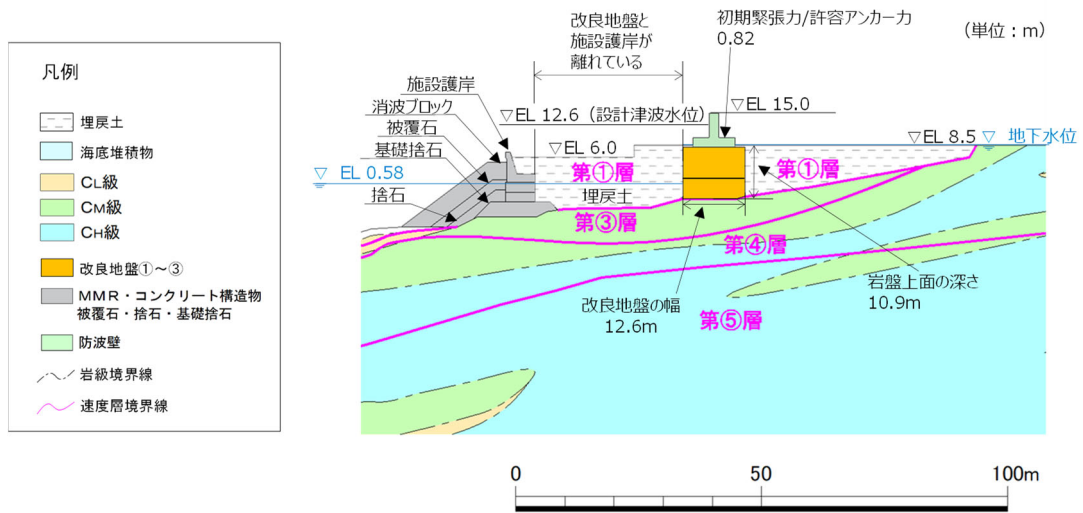 凡例
埋戻土
海底堆積物
CL級
CM級
CH級
改良地盤①～③
ＭＭＲ・コンクリート構造物
被覆石・捨石・基礎捨石
防波壁
岩級境界線
速度層境界線
(単位：m)
改良地盤と
施設護岸が
離れている
初期緊張力/許容アンカー力
0.82
施設護岸
消波ブロック
被覆石
基礎捨石
捨石
▽EL 15.0
▽EL 12.6（設計津波水位）
▽EL 8.5 ▽ 地下水位
▽EL 6.0
▽ EL 0.58
第①層
第①層
埋戻土
第③層
第④層
第⑤層
改良地盤の幅
12.6m
岩盤上面の深さ
10.9m
0 50 100m